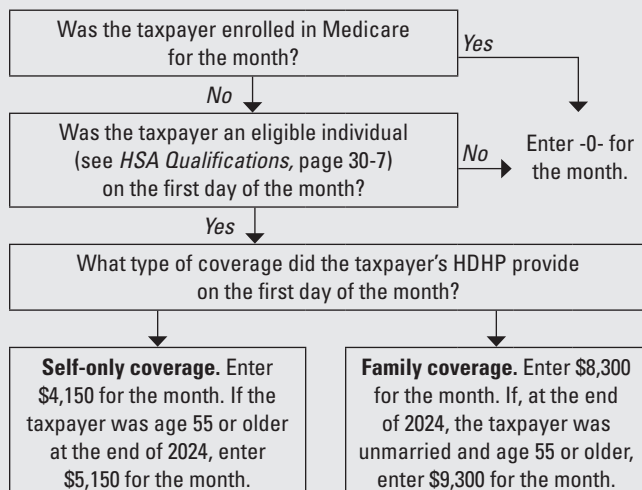 Was the taxpayer enrolled in Medicare
for the month?
Yes
No
Was the taxpayer an eligible individual
(see HSA Qualifications, page 30-7)
on the first day of the month?
No
Enter -0- for
the month.
Yes
What type of coverage did the taxpayer’s HDHP provide
on the first day of the month?
Self-only coverage. Enter
$4,150 for the month. If the
taxpayer was age 55 or older
at the end of 2024, enter
$5,150 for the month.
Family coverage. Enter $8,300
for the month. If, at the end
of 2024, the taxpayer was
unmarried and age 55 or older,
enter $9,300 for the month.